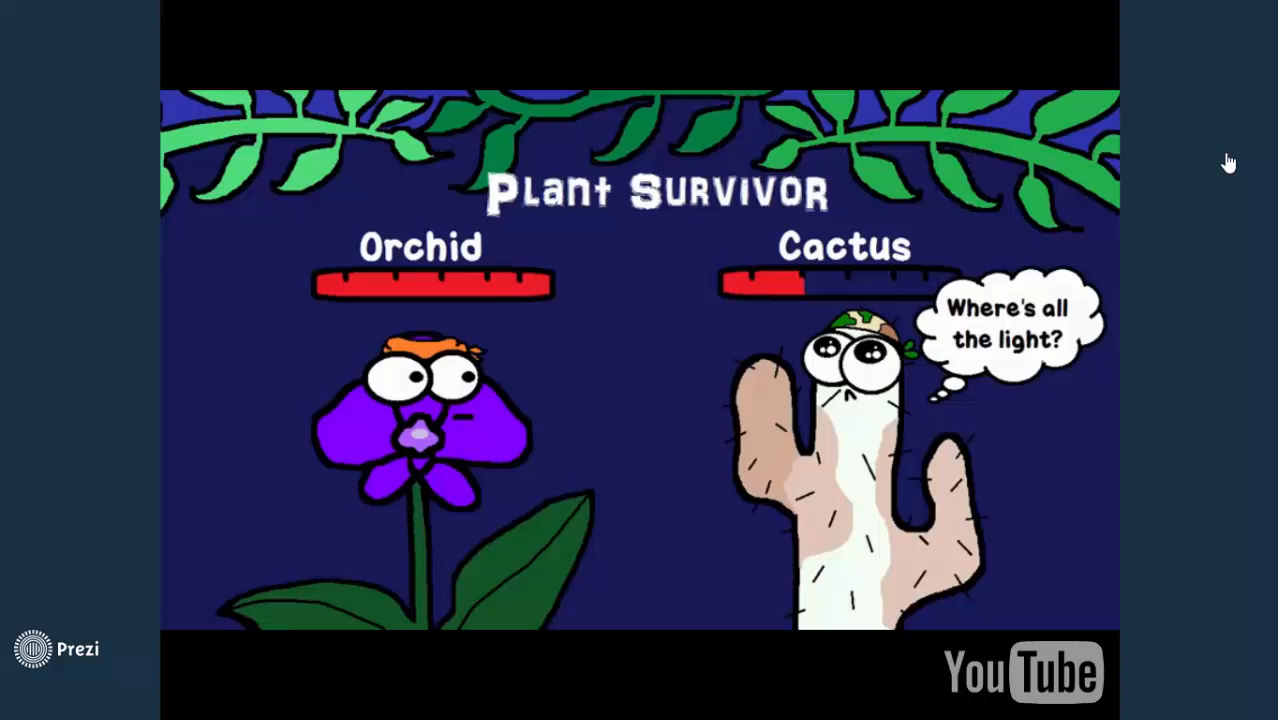 Plant Survivor
Orchid
Cactus
Where's all
the light?
Prezi
YouTube